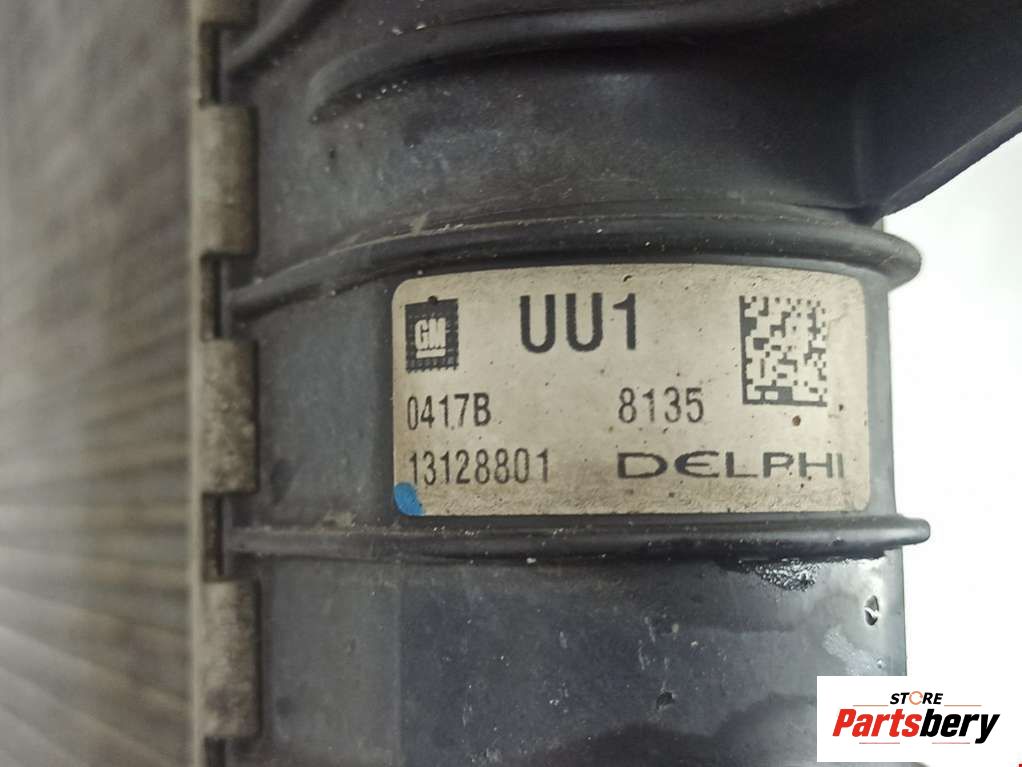 GM
UU1
0417B 8135
13128801 DELPHI
STORE
Partsbery